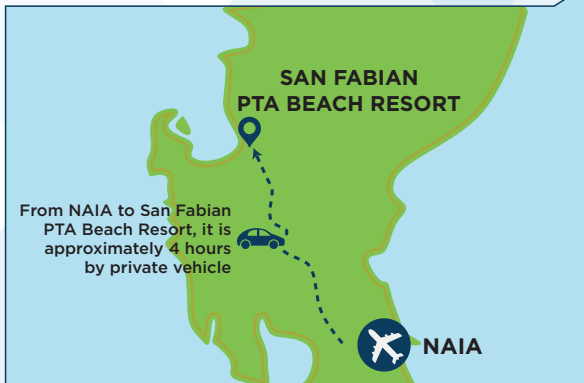 SAN FABIAN
PTA BEACH RESORT
From NAIA to San Fabian
PTA Beach Resort, it is
approximately 4 hours
by private vehicle
NAIA